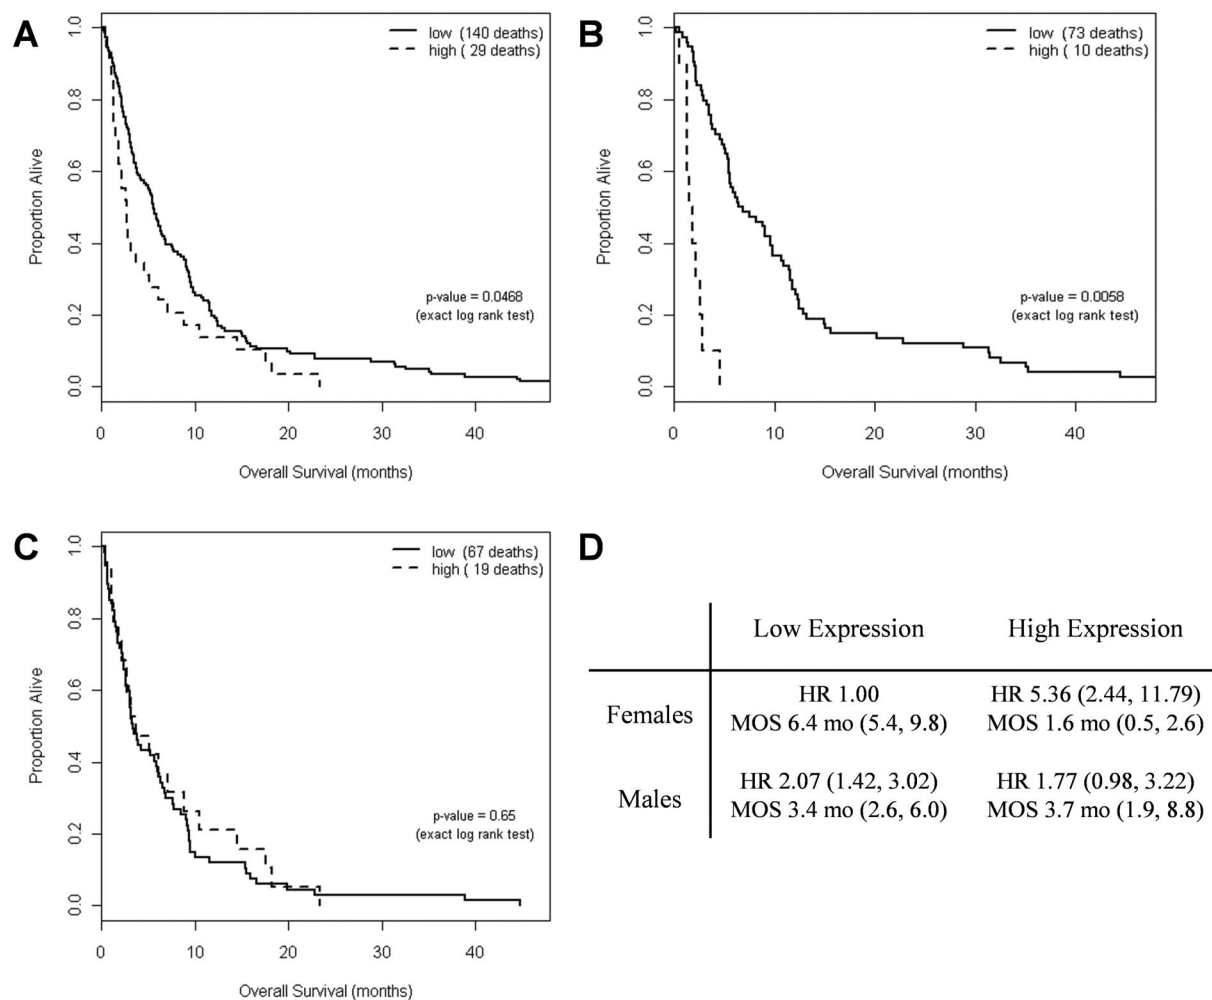 A
low (140 deaths)
high ( 29 deaths)
Proportion Alive
1.0
0.8
0.6
0.4
0.2
0.0
p-value = 0.0468
(exact log rank test)
0 10 20 30 40
Overall Survival (months)
B
low (73 deaths)
high ( 10 deaths)
Proportion Alive
1.0
0.8
0.6
0.4
0.2
0.0
p-value = 0.0058
(exact log rank test)
0 10 20 30 40
Overall Survival (months)
C
low (67 deaths)
high ( 19 deaths)
Proportion Alive
1.0
0.8
0.6
0.4
0.2
0.0
p-value = 0.65
(exact log rank test)
0 10 20 30 40
Overall Survival (months)
D
Low Expression High Expression
Females
HR 1.00 HR 5.36 (2.44, 11.79)
MOS 6.4 mo (5.4, 9.8) MOS 1.6 mo (0.5, 2.6)
Males
HR 2.07 (1.42, 3.02) HR 1.77 (0.98, 3.22)
MOS 3.4 mo (2.6, 6.0) MOS 3.7 mo (1.9, 8.8)